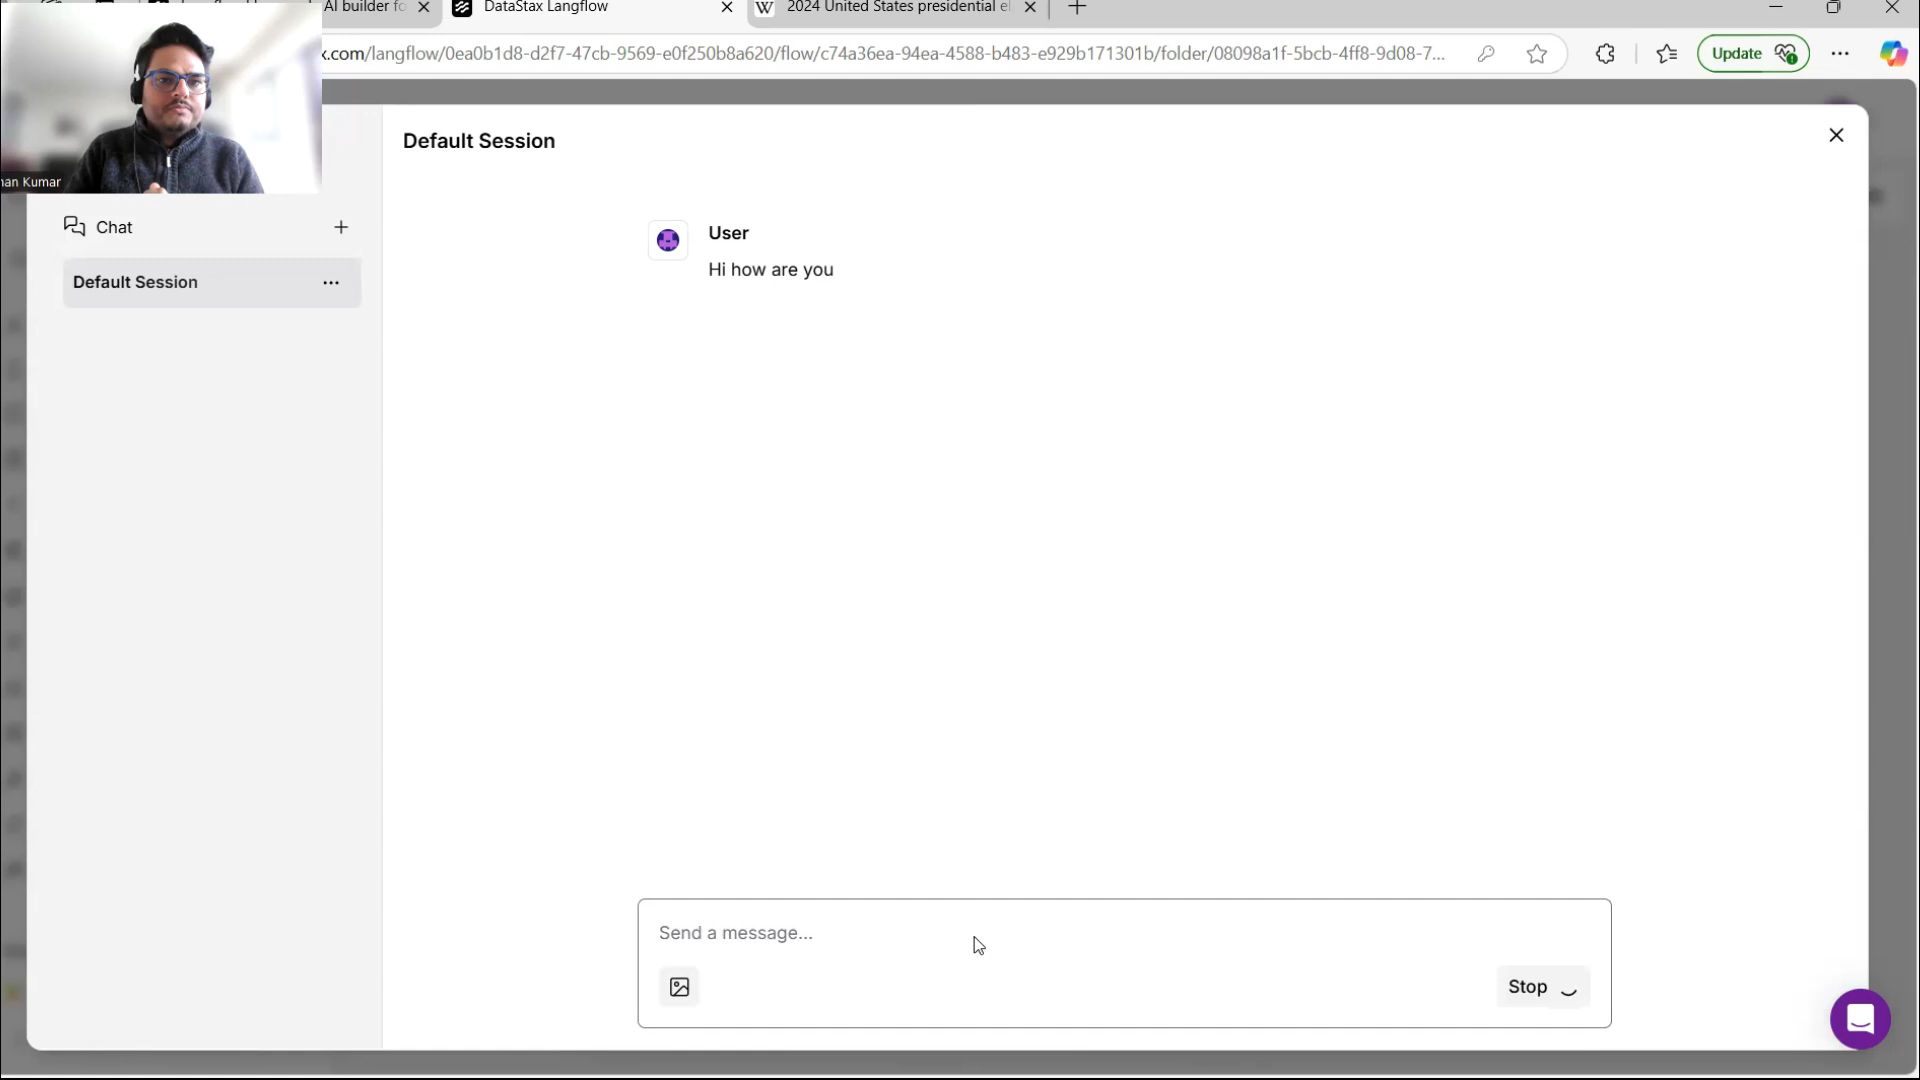 AI builder fo
DataStax Langflow
2024 United States presidential el
x.com/langflow/0ea0b1d8-d2f7-47cb-9569-e0f250b8a620/flow/c74a36ea-94ea-4588-b483-e929b171301b/folder/08098a1f-5bcb-4ff8-9d08-7...
Update
Default Session
nan Kumar
Chat
Default Session
User
Hi how are you
Send a message...
Stop